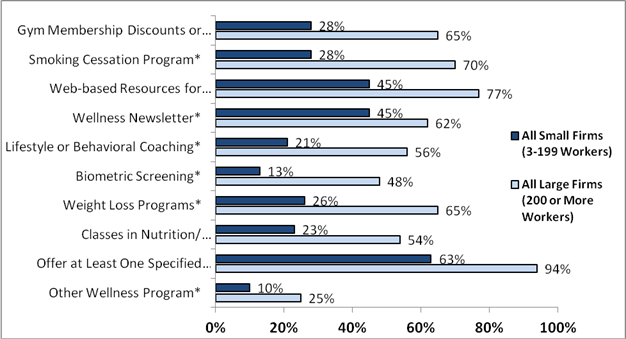 Gym Membership Discounts or...
28%
65%
Smoking Cessation Program*
28%
70%
Web-based Resources for...
45%
77%
Wellness Newsletter*
45%
62%
Lifestyle or Behavioral Coaching*
21%
56%
Biometric Screening*
13%
48%
Weight Loss Programs*
26%
65%
Classes in Nutrition/...
23%
54%
Offer at Least One Specified...
63%
94%
Other Wellness Program*
10%
25%
All Small Firms
(3-199 Workers)
All Large Firms
(200 or More
Workers)
0% 20% 40% 60% 80% 100%